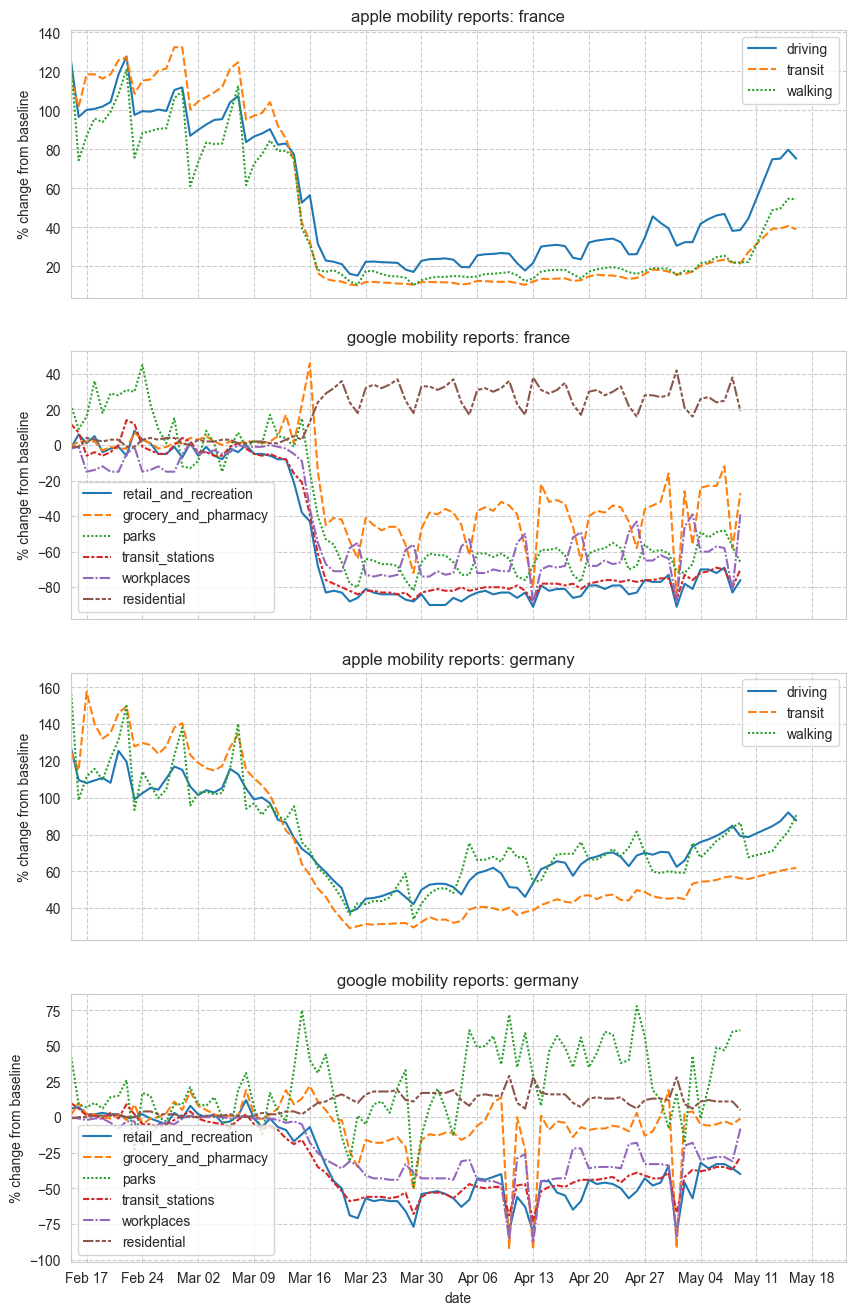 apple mobility reports: france
140
120
100
80
60
40
20
% change from baseline
driving
transit
walking
google mobility reports: france
40
20
0
−20
−40
−60
−80
% change from baseline
retail_and_recreation
grocery_and_pharmacy
parks
transit_stations
workplaces
residential
apple mobility reports: germany
160
140
120
100
80
60
40
% change from baseline
driving
transit
walking
google mobility reports: germany
75
50
25
0
−25
−50
−75
−100
% change from baseline
retail_and_recreation
grocery_and_pharmacy
parks
transit_stations
workplaces
residential
Feb 17 Feb 24 Mar 02 Mar 09 Mar 16 Mar 23 Mar 30 Apr 06 Apr 13 Apr 20 Apr 27 May 04 May 11 May 18
date